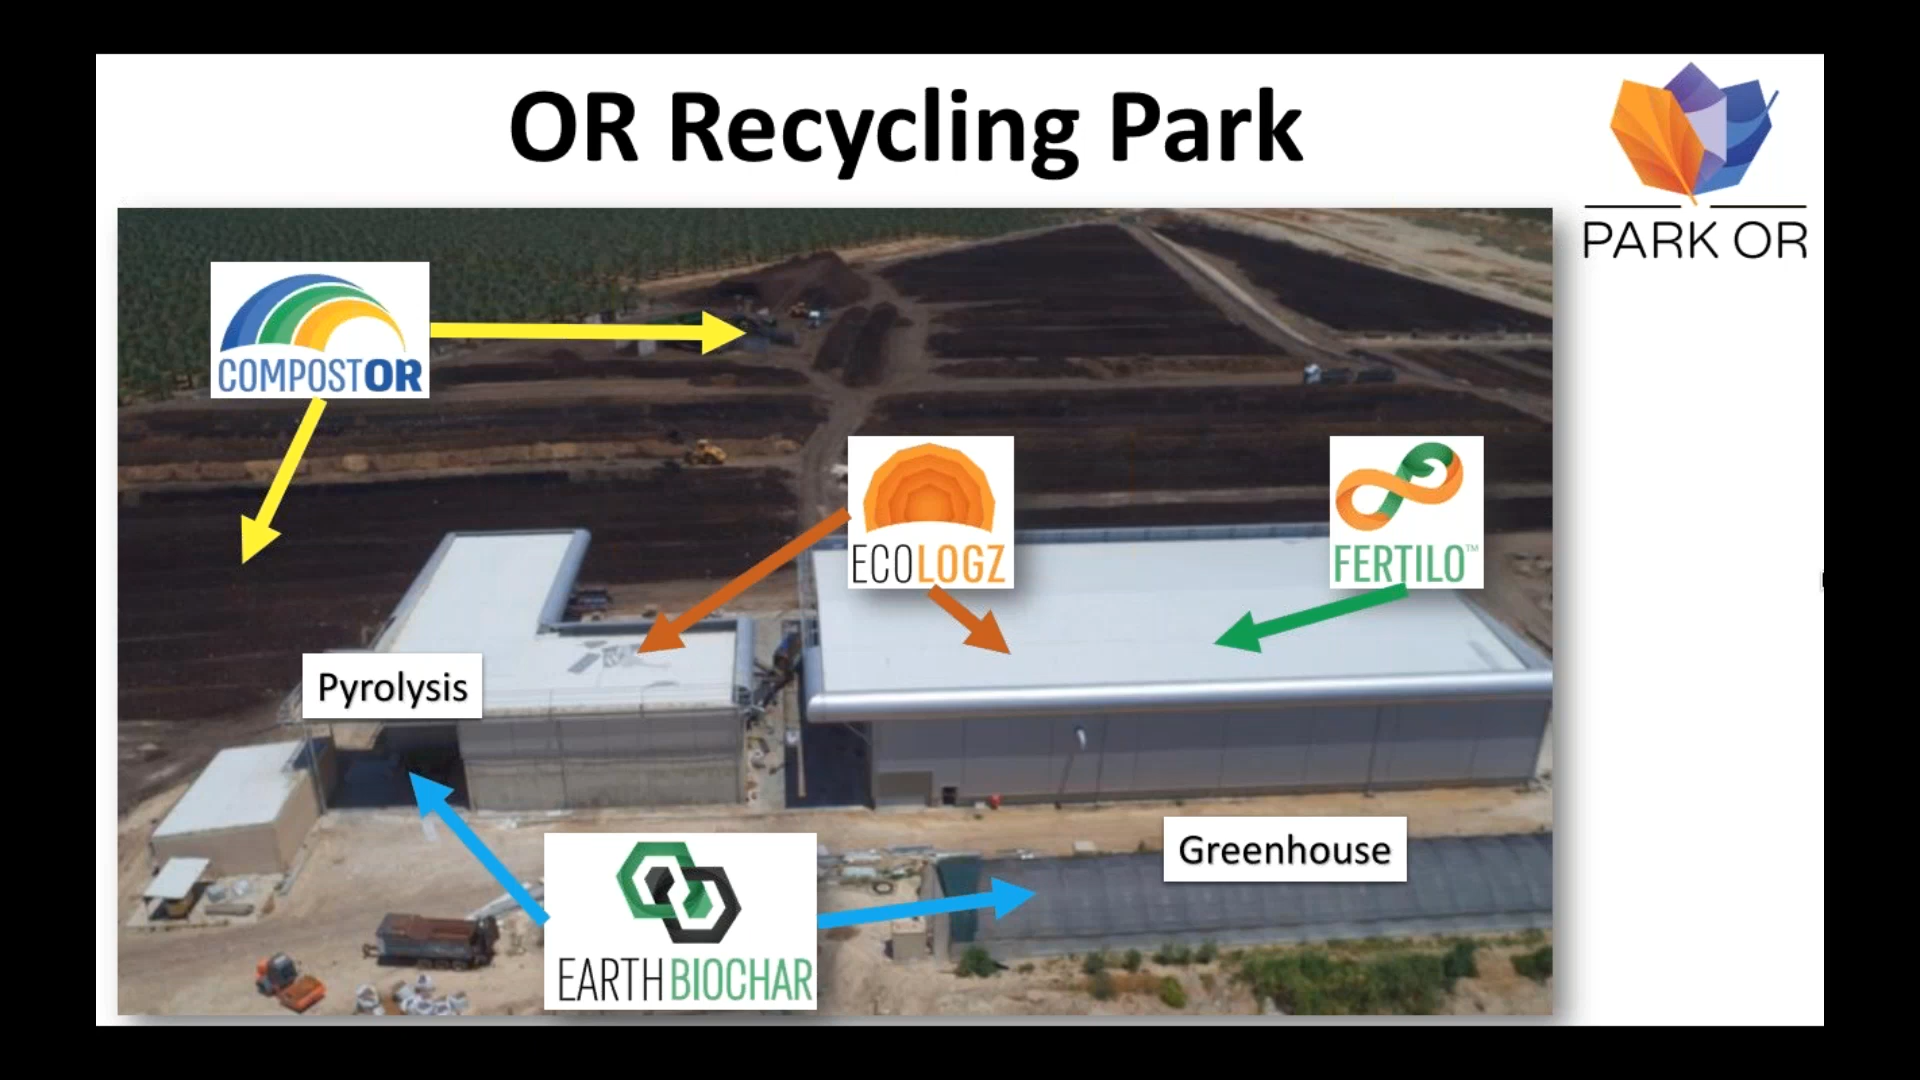 OR Recycling Park
PARK OR
COMPOSTOR
ECOLOGZ
FERTILO™
Pyrolysis
Greenhouse
EARTH BIOCHAR